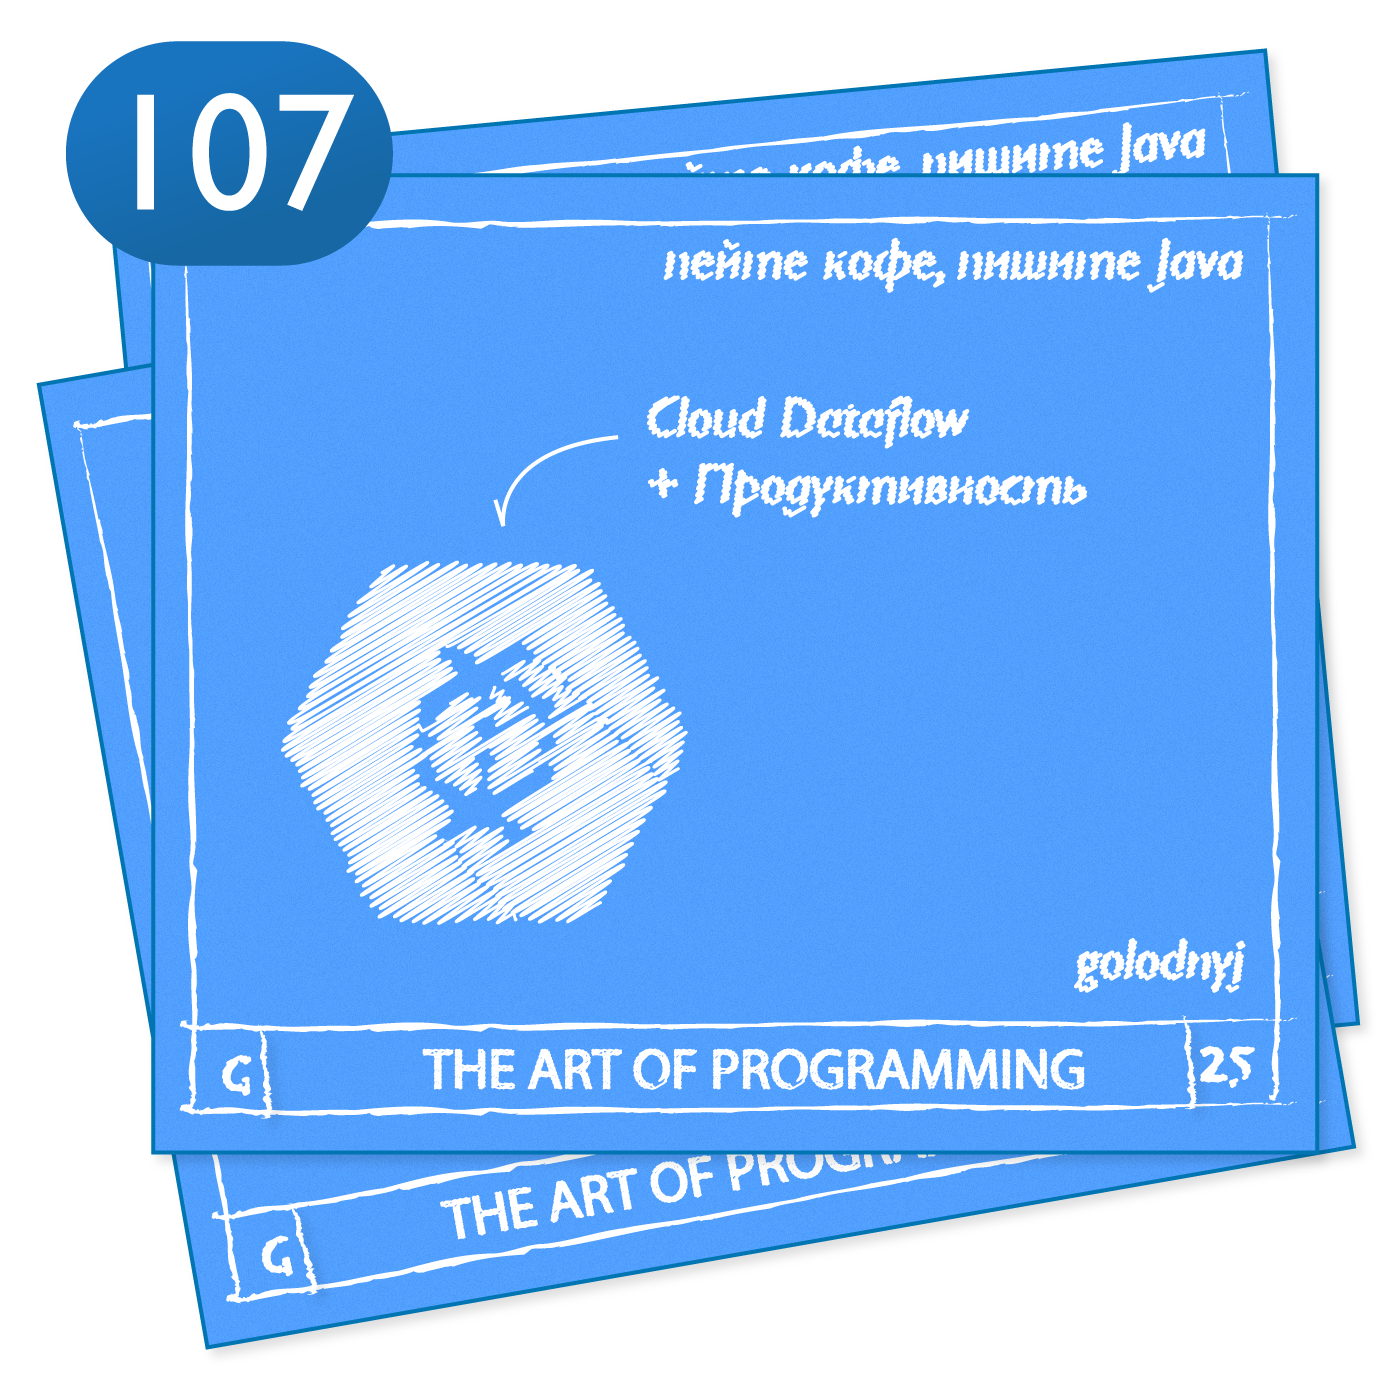 107
кофе, пишите Java
пейте кофе, пишите Java
Cloud Dataflow
+ Продуктивность
golodnyj
G
THE ART OF PROGRAMMING
25
THE ART OF
G